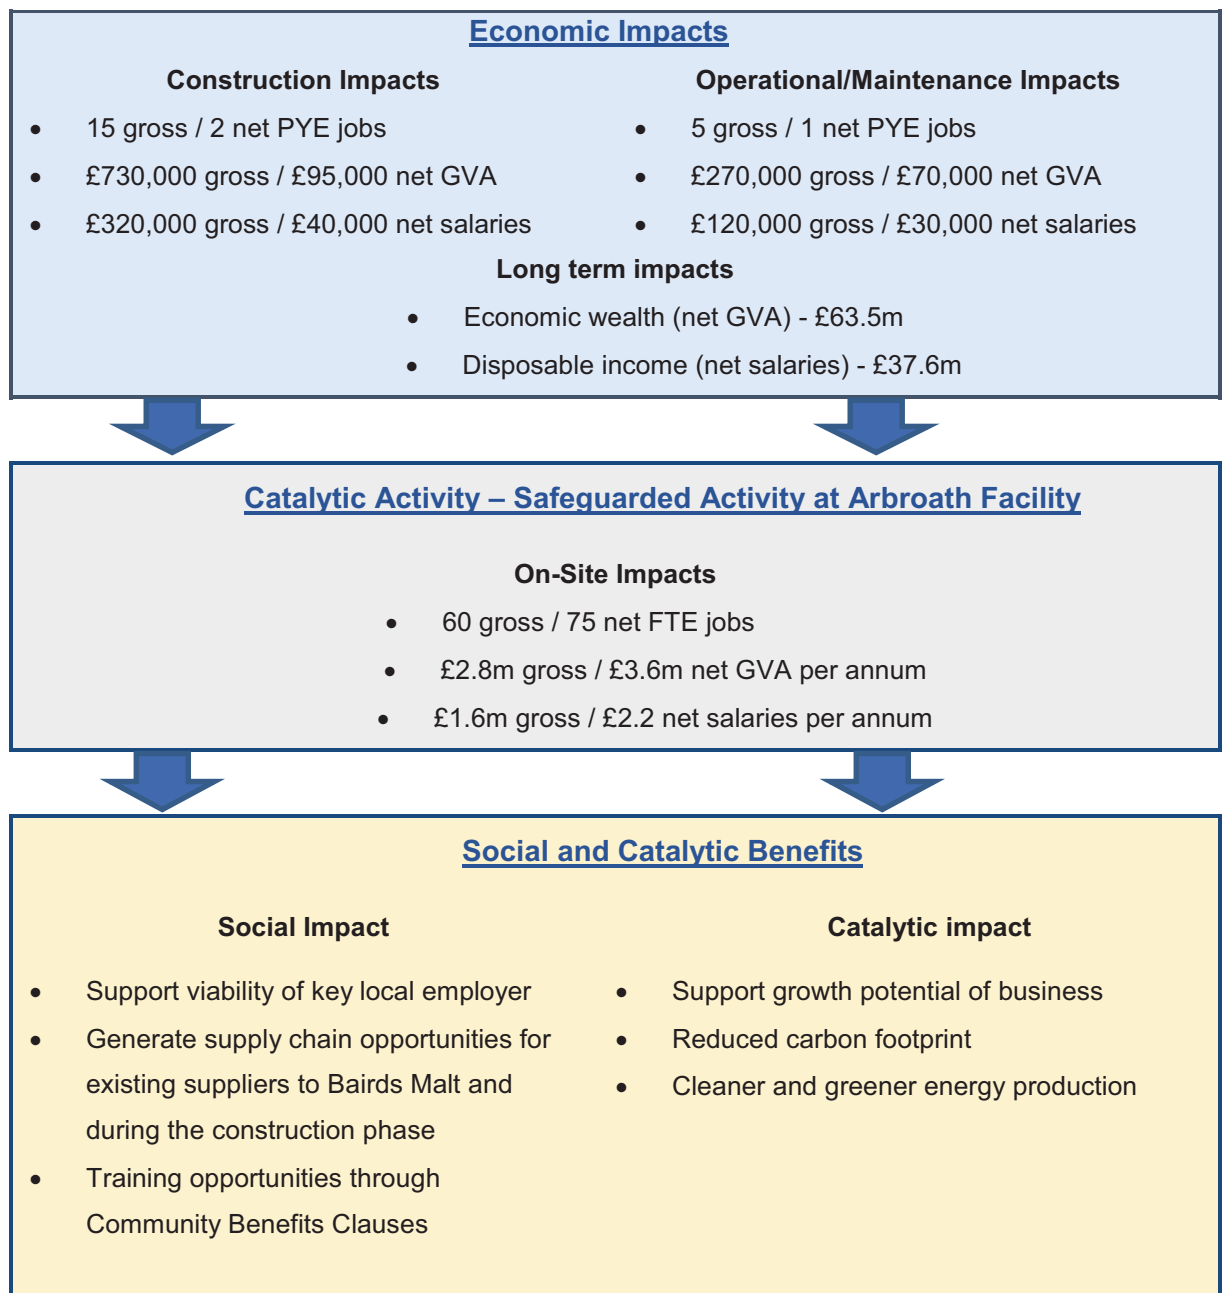 Economic Impacts
Construction Impacts
• 15 gross / 2 net PYE jobs
• £730,000 gross / £95,000 net GVA
• £320,000 gross / £40,000 net salaries
Operational/Maintenance Impacts
• 5 gross / 1 net PYE jobs
• £270,000 gross / £70,000 net GVA
• £120,000 gross / £30,000 net salaries
Long term impacts
• Economic wealth (net GVA) - £63.5m
• Disposable income (net salaries) - £37.6m
Catalytic Activity – Safeguarded Activity at Arbroath Facility
On-Site Impacts
• 60 gross / 75 net FTE jobs
• £2.8m gross / £3.6m net GVA per annum
• £1.6m gross / £2.2 net salaries per annum
Social and Catalytic Benefits
Social Impact
• Support viability of key local employer
• Generate supply chain opportunities for
existing suppliers to Bairds Malt and
during the construction phase
• Training opportunities through
Community Benefits Clauses
Catalytic impact
• Support growth potential of business
• Reduced carbon footprint
• Cleaner and greener energy production